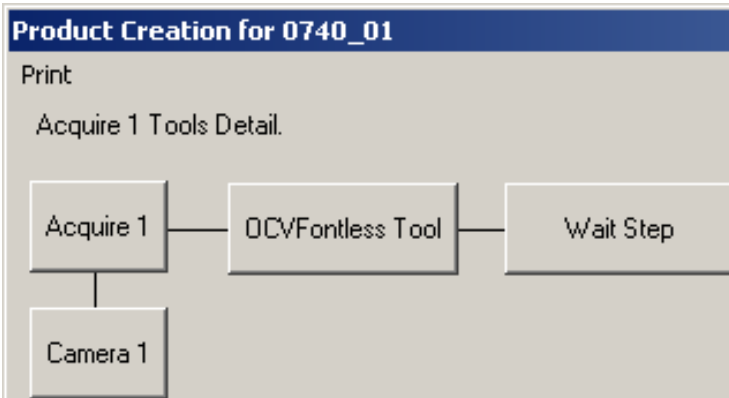 Product Creation for 0740_01
Print
Acquire 1 Tools Detail.
Acquire 1
OCVFontless Tool
Wait Step
Camera 1